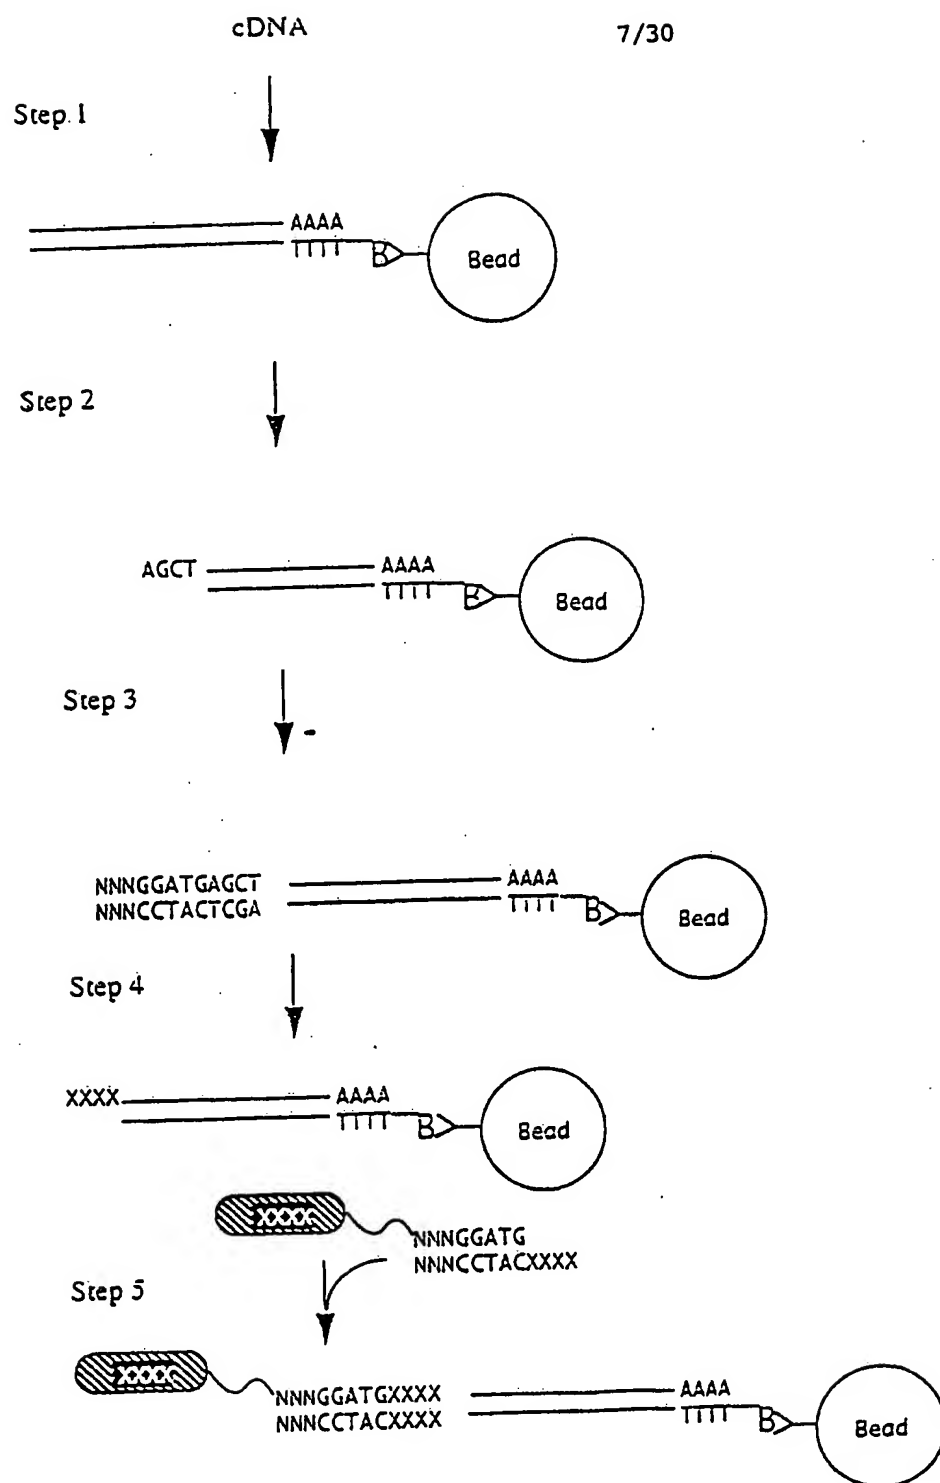 cDNA 7/30
Step 1
AAAA
TTTT B Bead
Step 2
AGCT AAAA
TTTT B Bead
Step 3
NNNGGATGAGCT AAAA
NNNCCTACTCGA TTTT B Bead
Step 4
XXXX AAAA
TTTT B Bead
XXXX
NNNGGATG
NNNCCTACXXXX
Step 5
XXXX
NNNGGATGXXXX AAAA
NNNCCTACXXXX TTTT B Bead